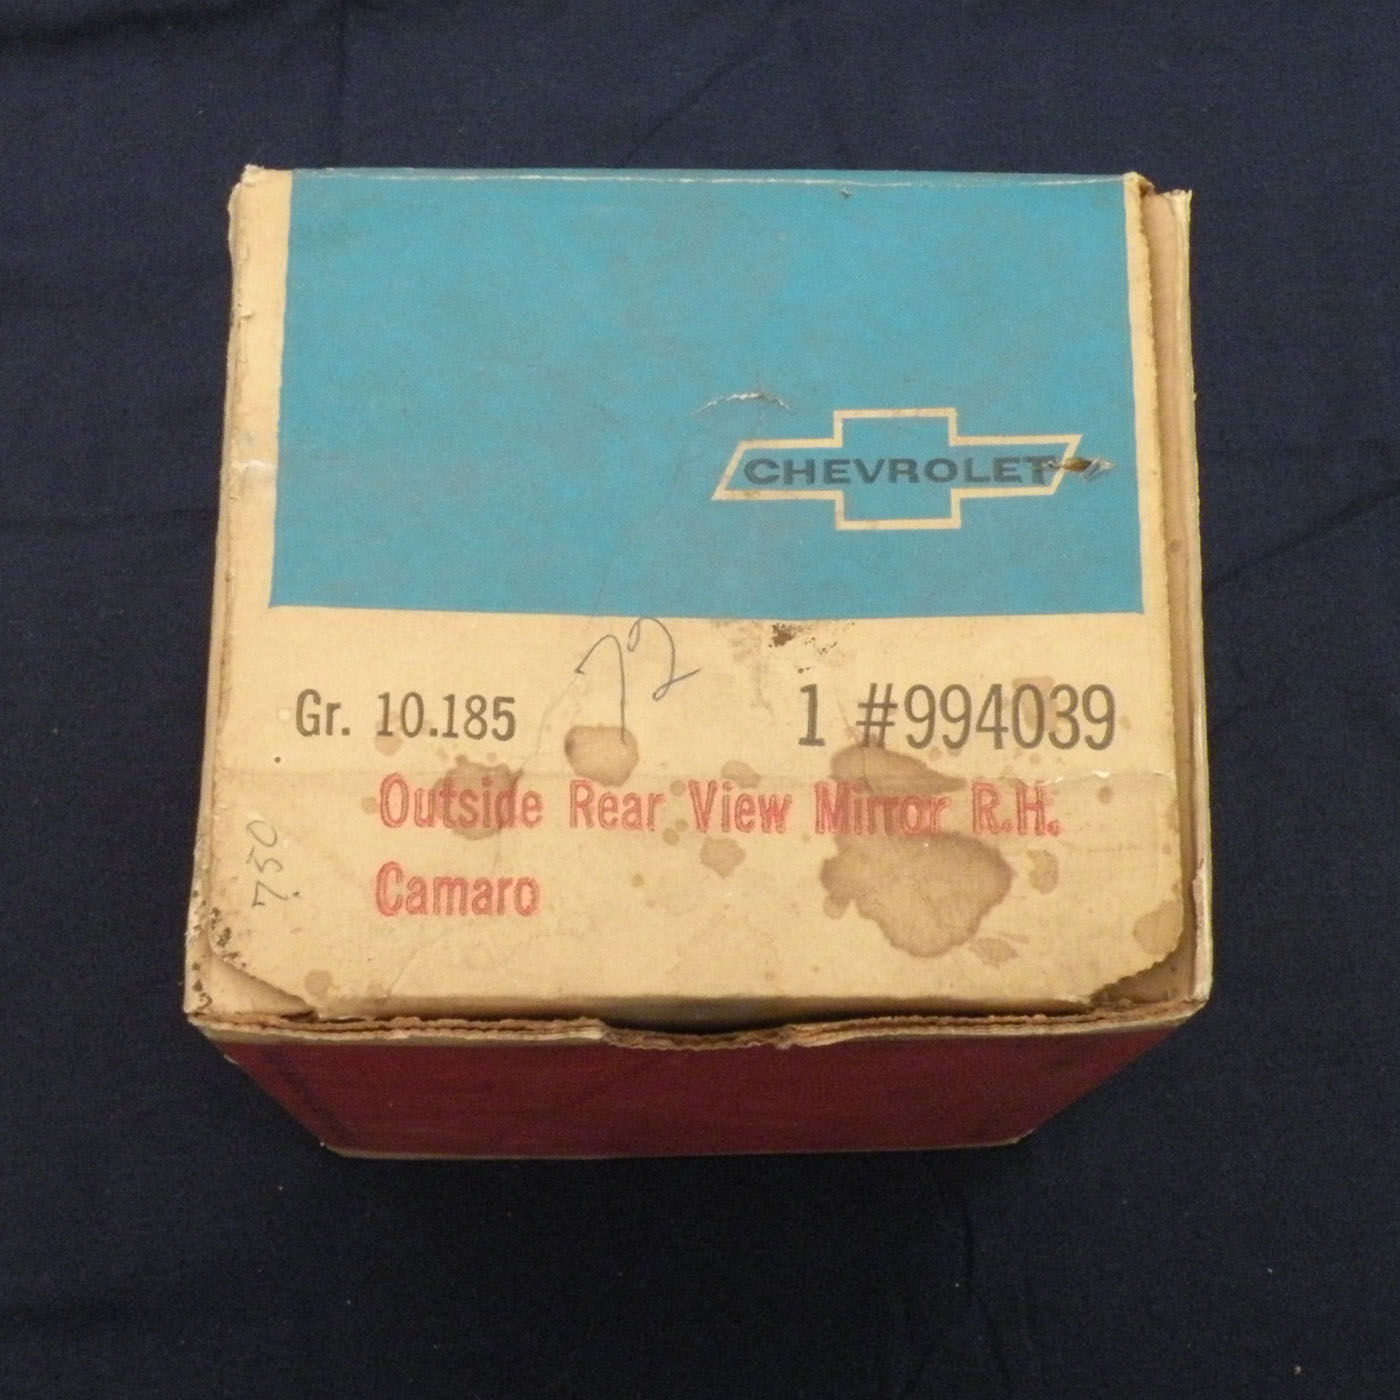 CHEVROLET
72
Gr. 10.185 1 #994039
Outside Rear View Mirror R.H.
Camaro
750